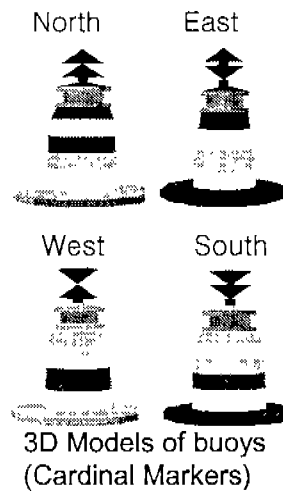 North East
West South
3D Models of buoys
(Cardinal Markers)